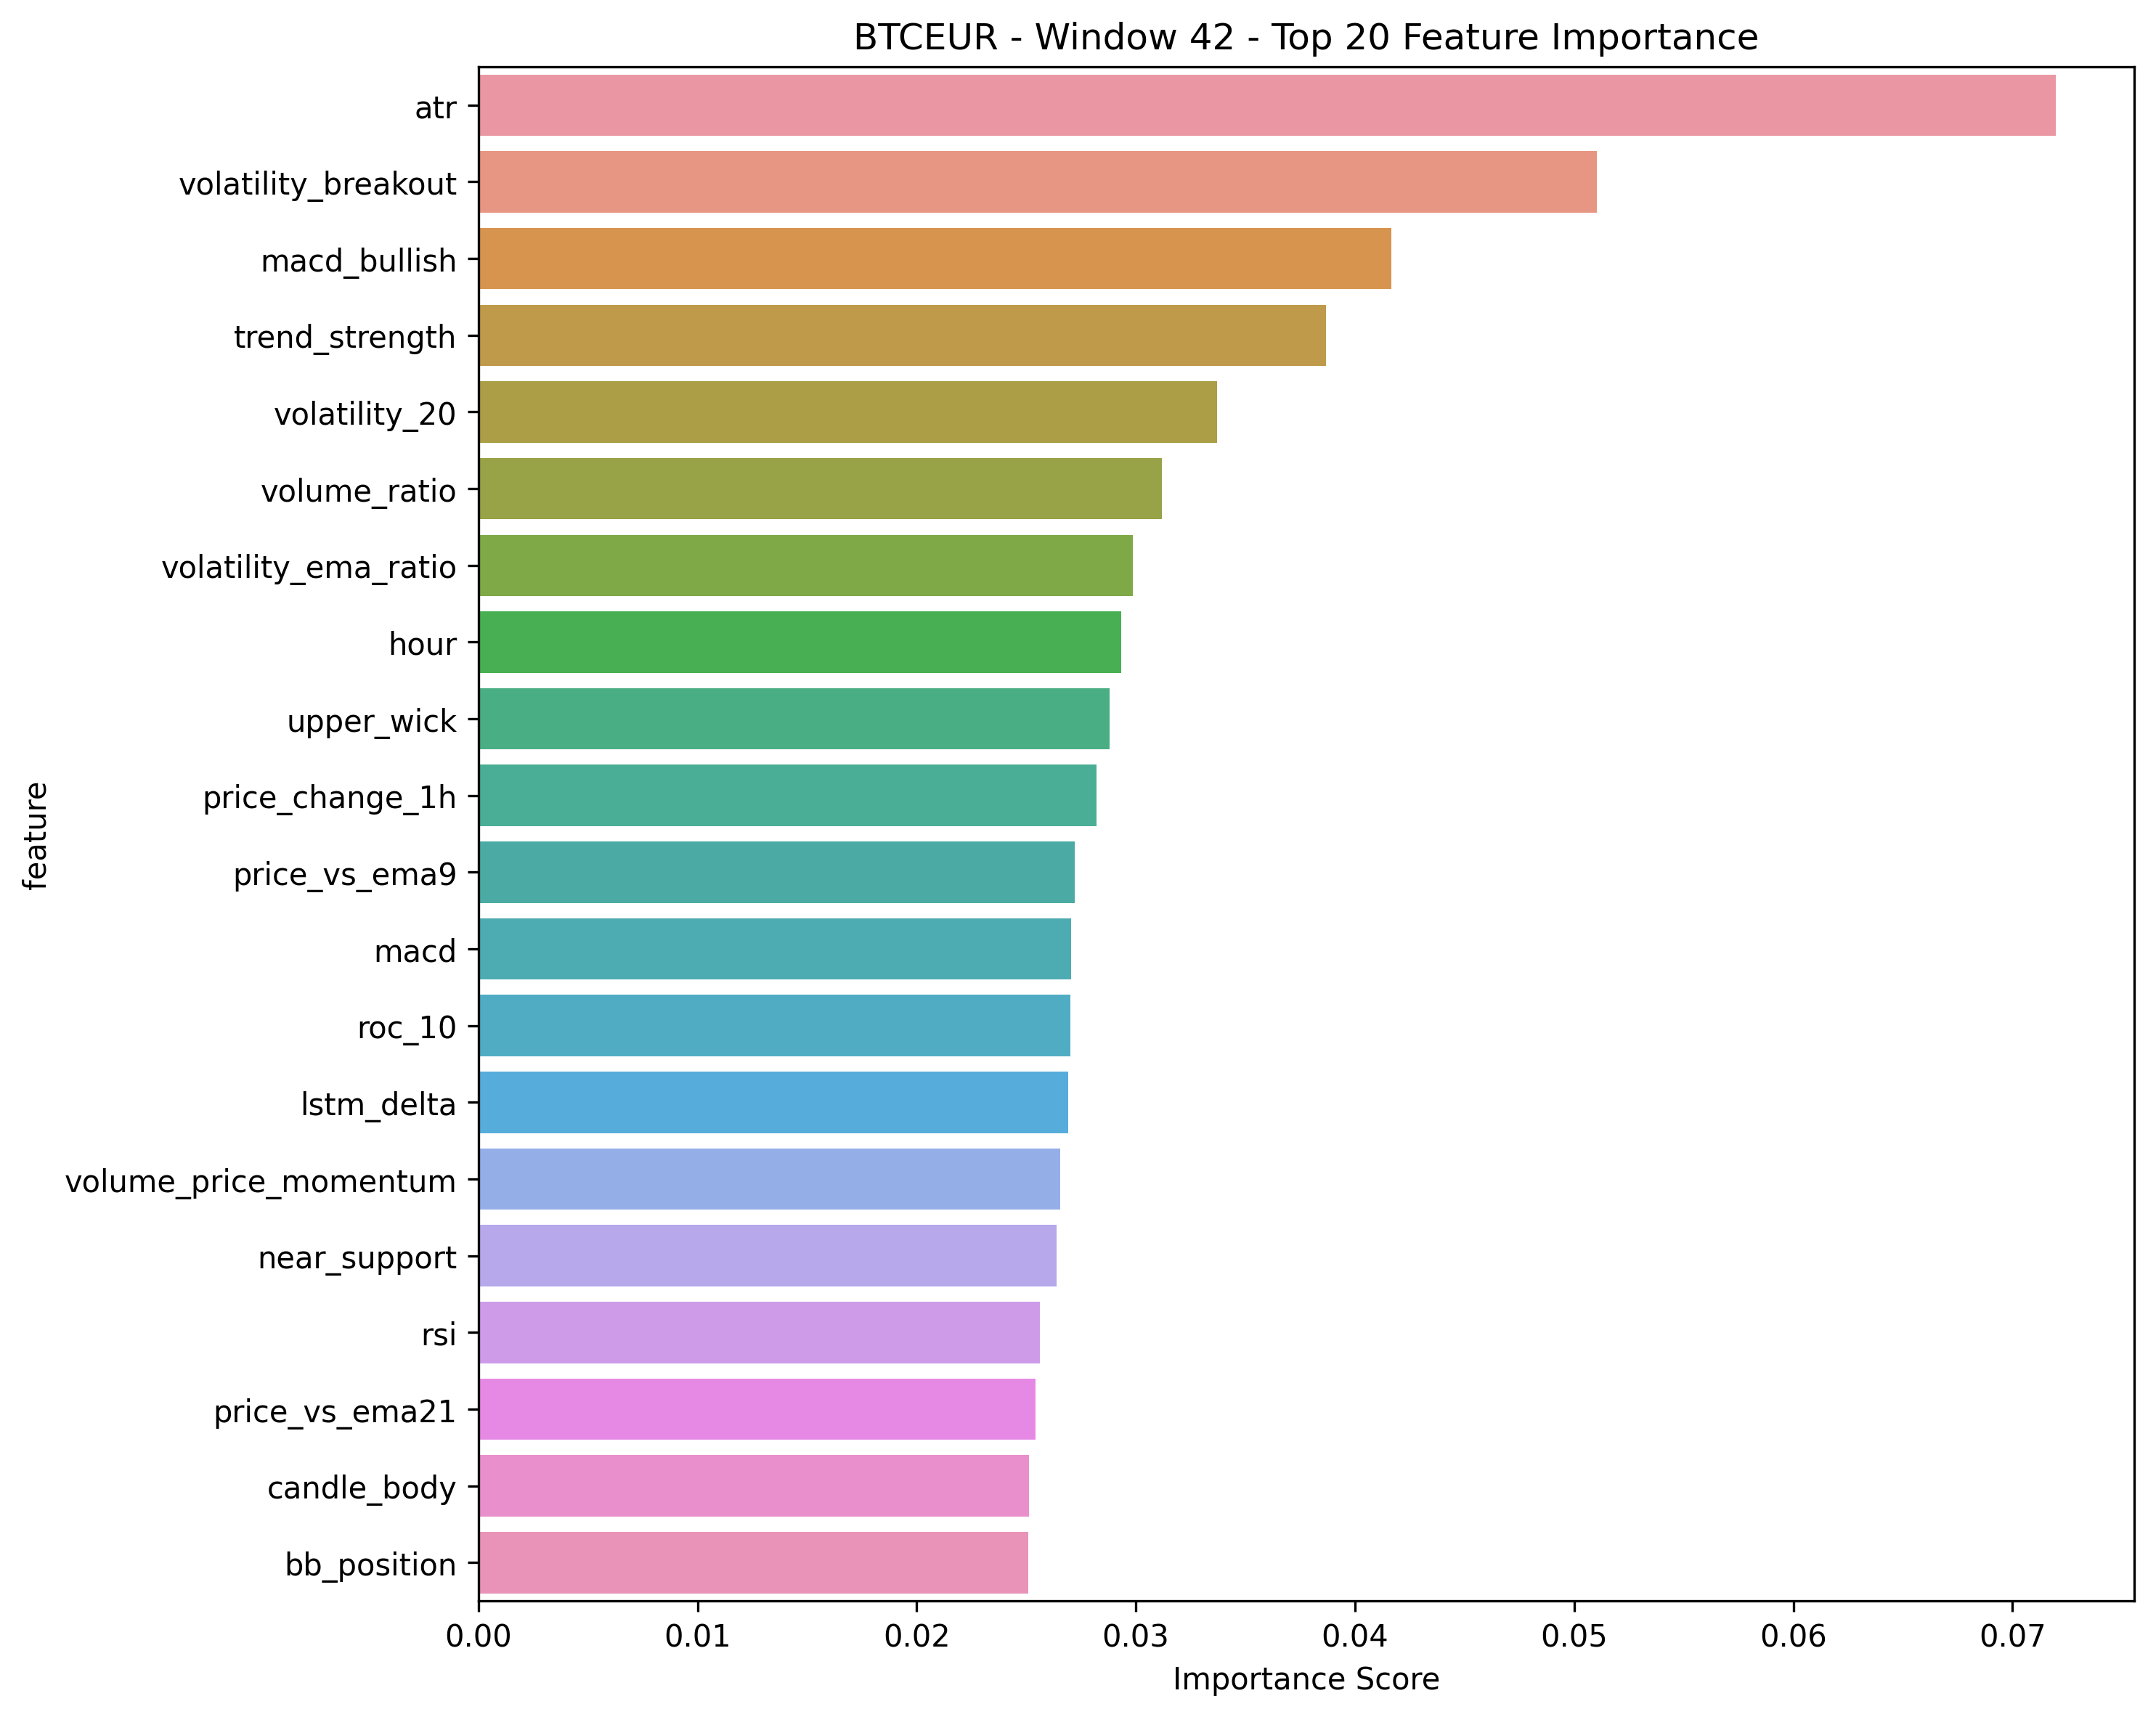 BTCEUR - Window 42 - Top 20 Feature Importance
atr
volatility_breakout
macd_bullish
trend_strength
volatility_20
volume_ratio
volatility_ema_ratio
hour
upper_wick
price_change_1h
price_vs_ema9
macd
roc_10
lstm_delta
volume_price_momentum
near_support
rsi
price_vs_ema21
candle_body
bb_position
feature
0.00 0.01 0.02 0.03 0.04 0.05 0.06 0.07
Importance Score